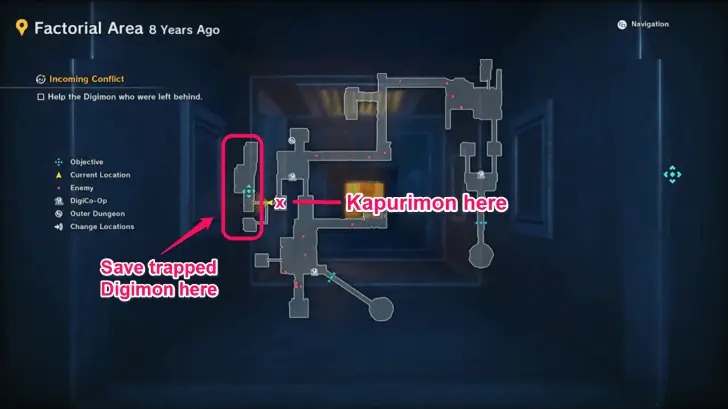 Factorial Area 8 Years Ago
Navigation
Incoming Conflict
Help the Digimon who were left behind.
Objective
Current Location
Enemy
DigiCo-Op
Outer Dungeon
Change Locations
x
Kapurimon here
Save trapped
Digimon here